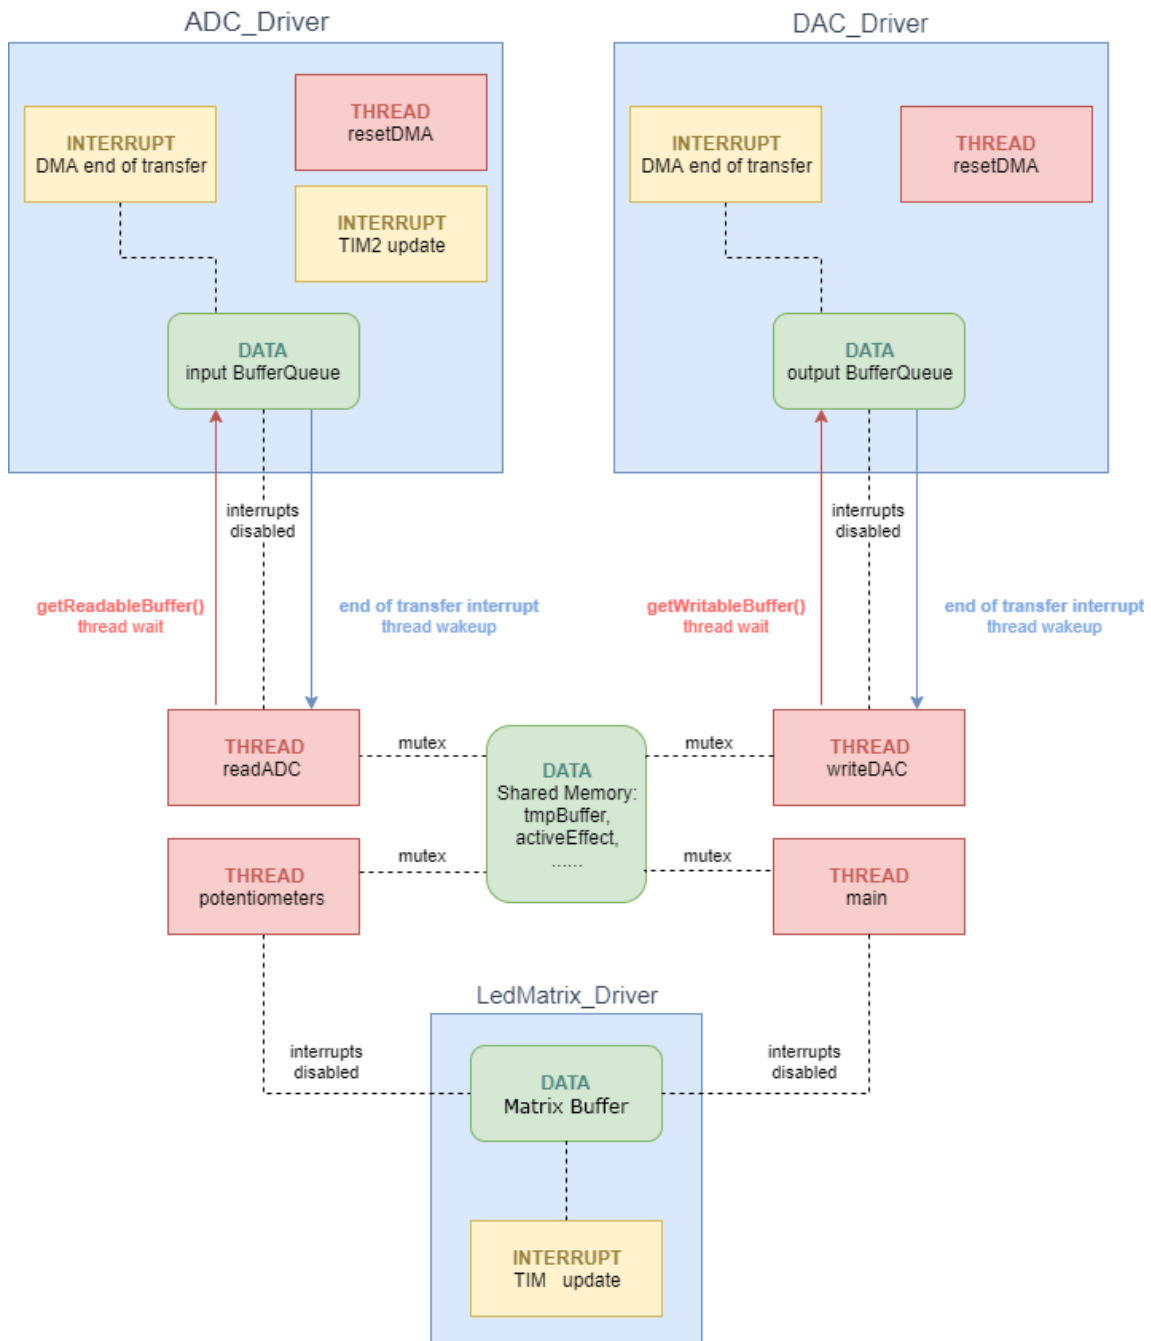 ADC_Driver
DAC_Driver
INTERRUPT
DMA end of transfer
THREAD
resetDMA
INTERRUPT
TIM2 update
DATA
input BufferQueue
INTERRUPT
DMA end of transfer
THREAD
resetDMA
DATA
output BufferQueue
interrupts
disabled
getReadableBuffer()
thread wait
end of transfer interrupt
thread wakeup
interrupts
disabled
getWritableBuffer()
thread wait
end of transfer interrupt
thread wakeup
THREAD
readADC
mutex
DATA
Shared Memory:
tmpBuffer,
activeEffect,
......
mutex
THREAD
writeDAC
THREAD
potentiometers
mutex
mutex
THREAD
main
LedMatrix_Driver
interrupts
disabled
DATA
Matrix Buffer
interrupts
disabled
INTERRUPT
TIM update